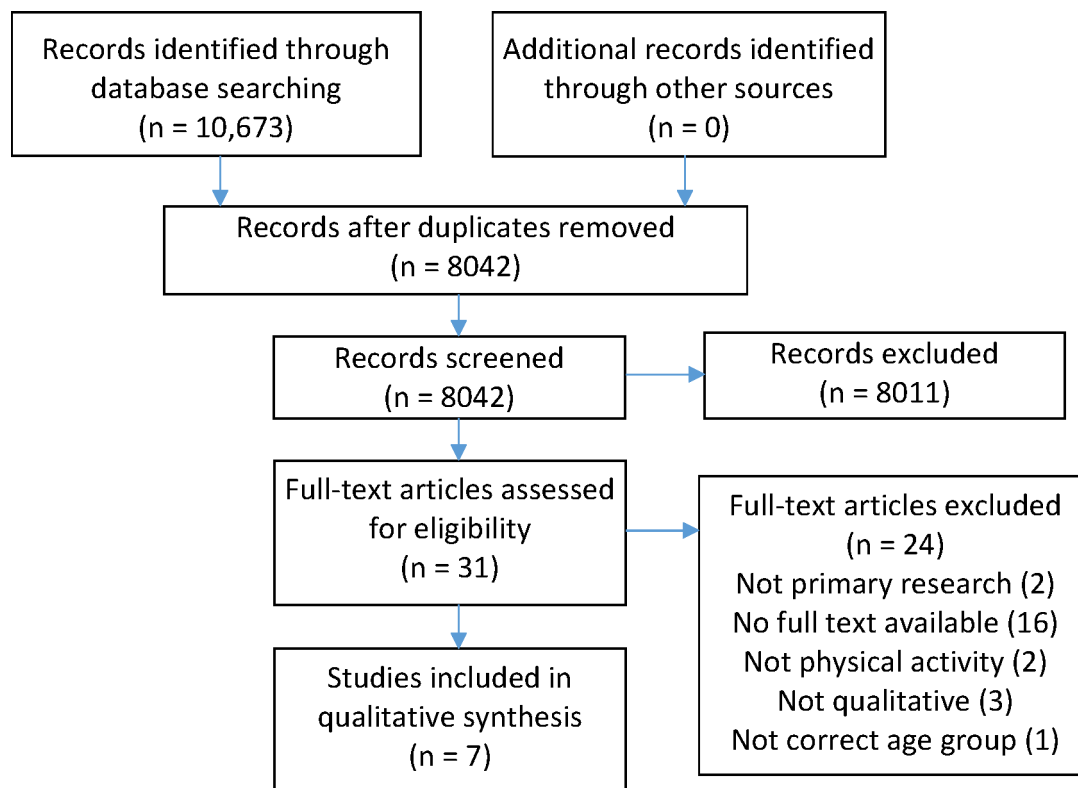 Records identified through
database searching
(n = 10,673)
Additional records identified
through other sources
(n = 0)
Records after duplicates removed
(n = 8042)
Records screened
(n = 8042)
Records excluded
(n = 8011)
Full-text articles assessed
for eligibility
(n = 31)
Full-text articles excluded
(n = 24)
Not primary research (2)
No full text available (16)
Not physical activity (2)
Not qualitative (3)
Not correct age group (1)
Studies included in
qualitative synthesis
(n = 7)